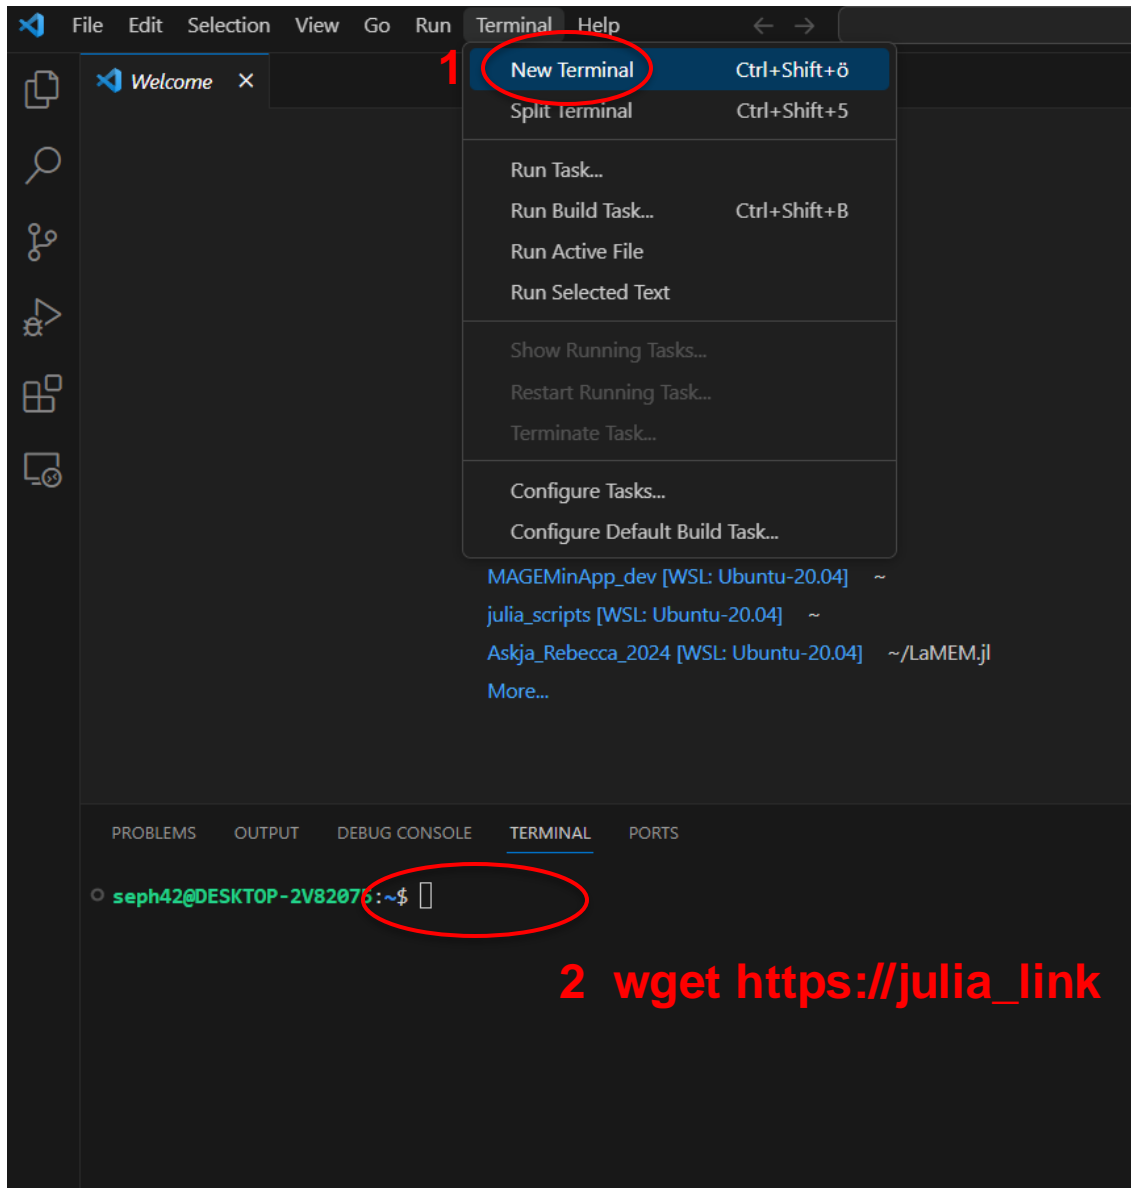 File Edit Selection View Go Run Terminal Help
Welcome
1
New Terminal Ctrl+Shift+ö
Split Terminal Ctrl+Shift+5
Run Task...
Run Build Task... Ctrl+Shift+B
Run Active File
Run Selected Text
Show Running Tasks...
Restart Running Task...
Terminate Task...
Configure Tasks...
Configure Default Build Task...
MAGEMinApp_dev [WSL: Ubuntu-20.04] ~
julia_scripts [WSL: Ubuntu-20.04] ~
Askja_Rebecca_2024 [WSL: Ubuntu-20.04] ~/LaMEM.jl
More...
PROBLEMS OUTPUT DEBUG CONSOLE TERMINAL PORTS
seph42@DESKTOP-2V82075:~$
2 wget https://julia_link